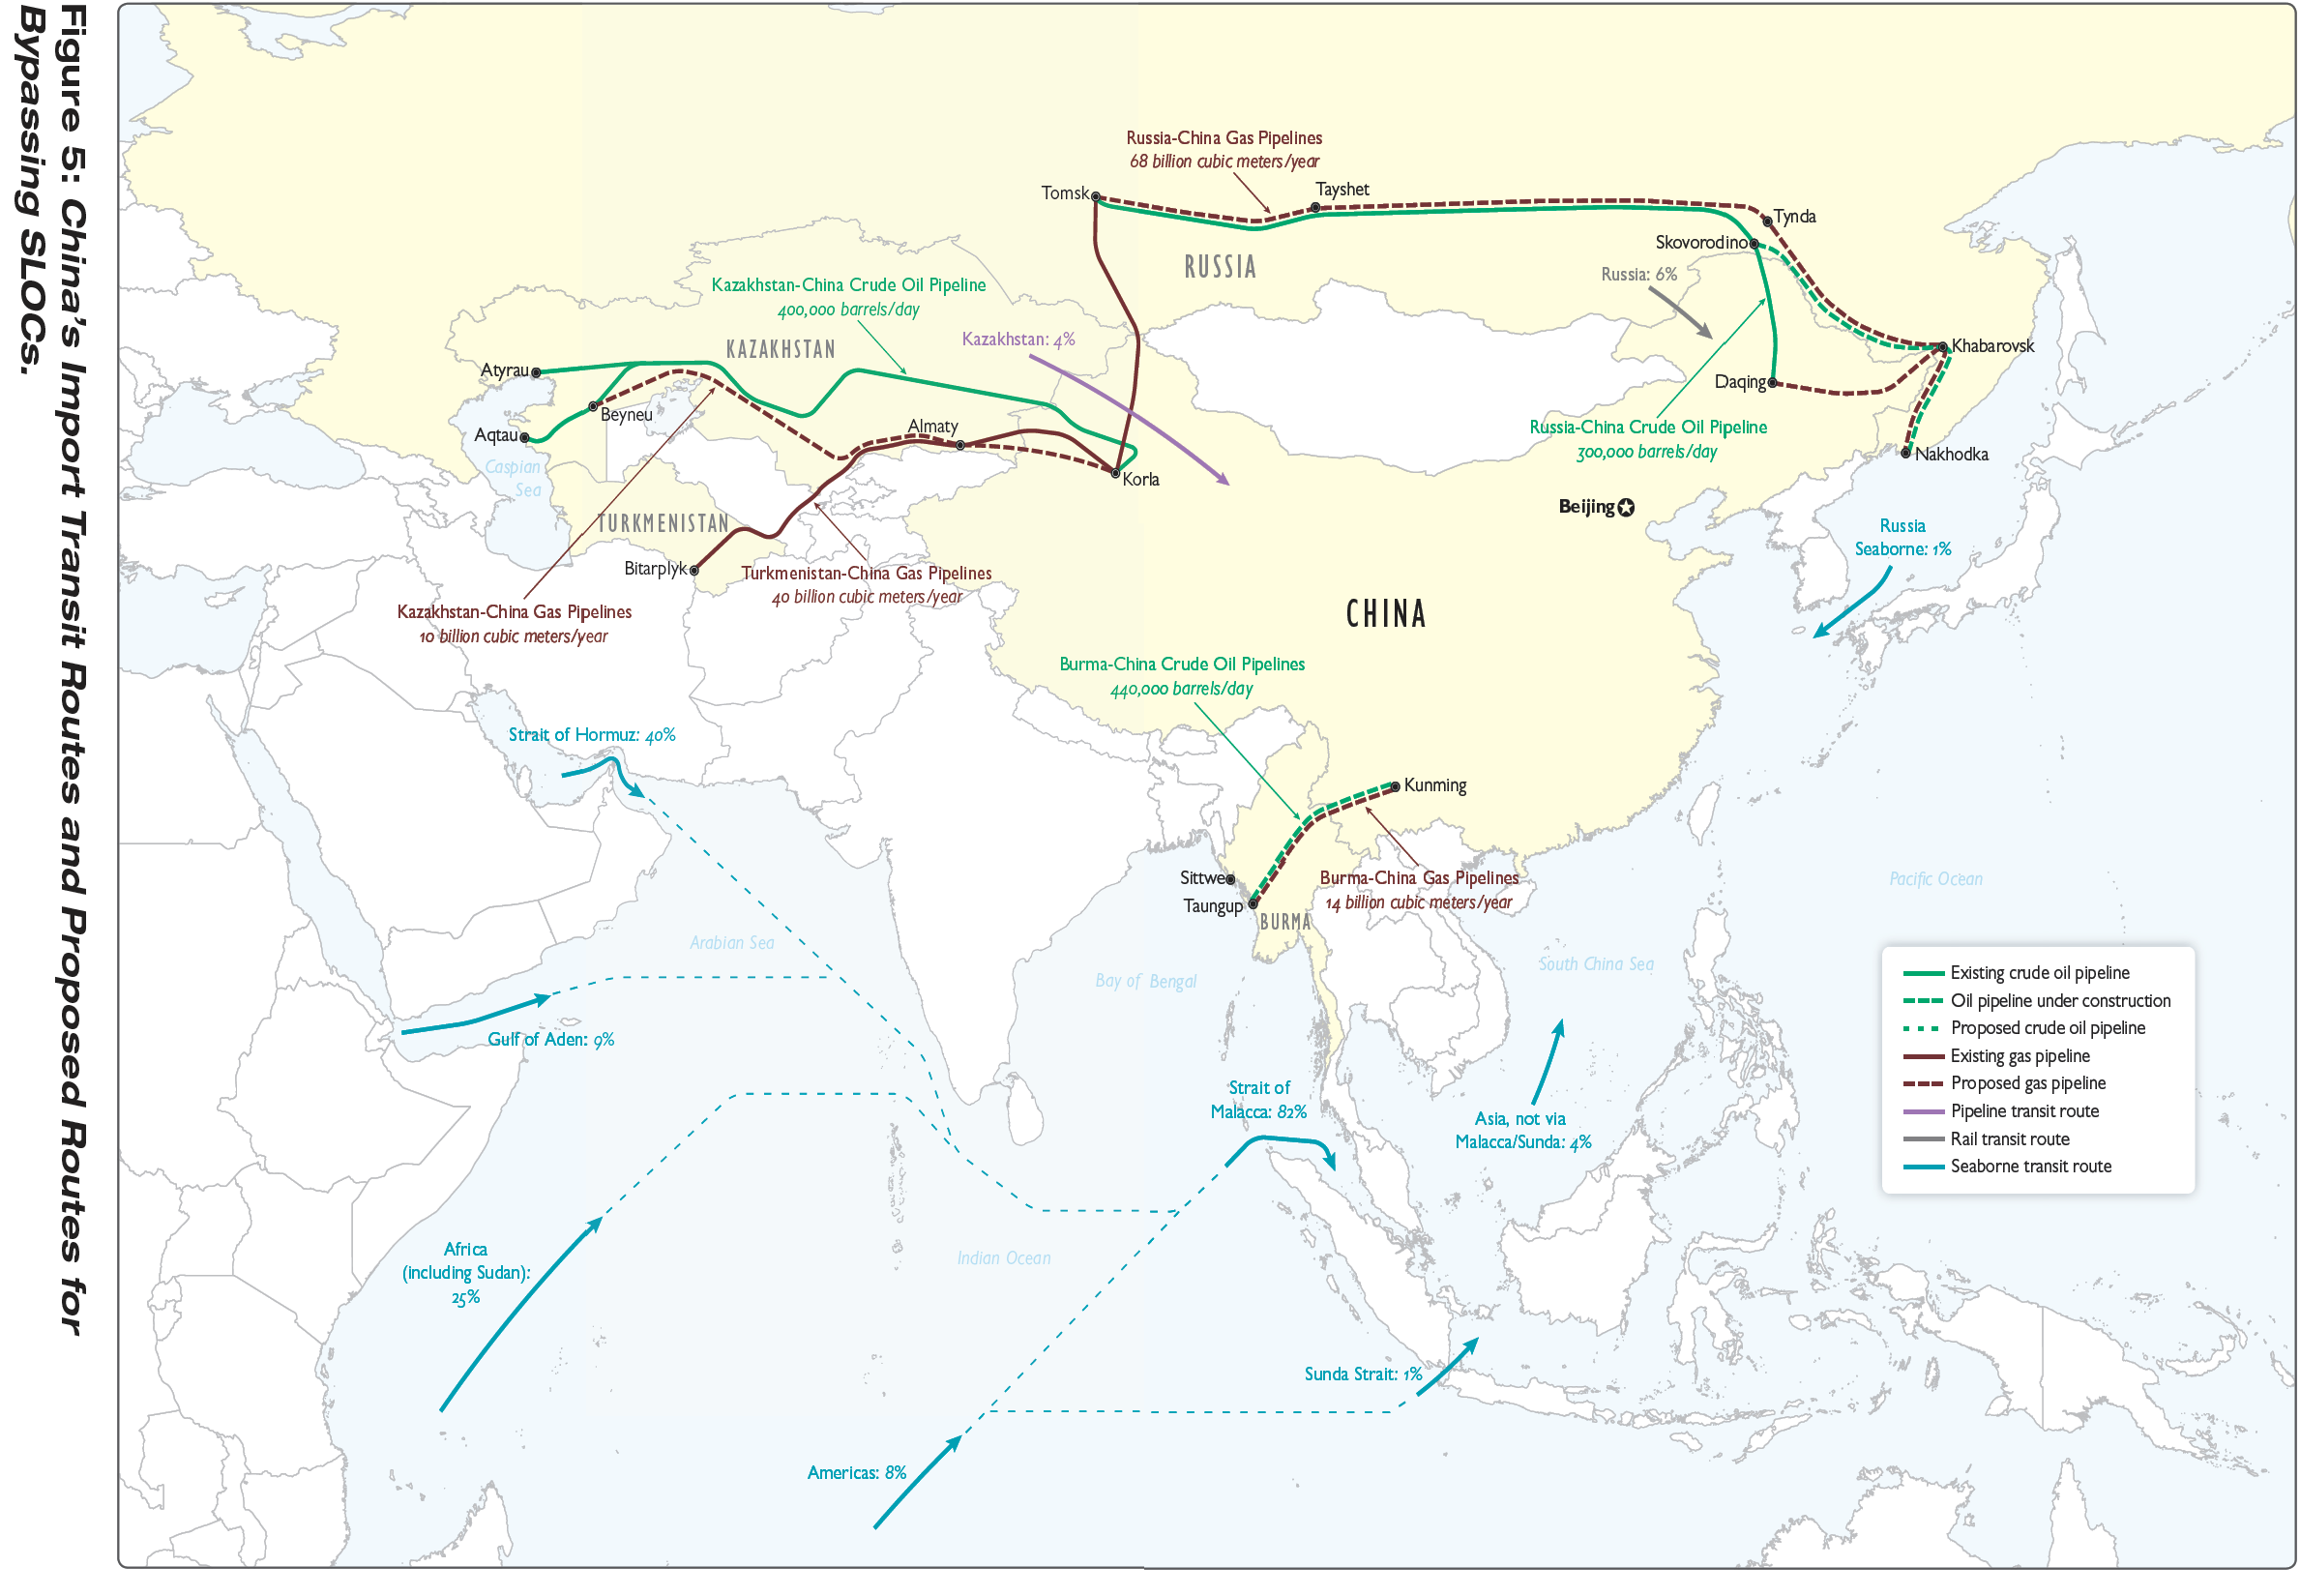 Figure 5: China's Import Transit Routes and Proposed Routes for
Bypassing SLOCs.
Russia-China Gas Pipelines
68 billion cubic meters/year
Tomsk
Tayshet
Tynda
Skovorodino
RUSSIA
Russia: 6%
Kazakhstan-China Crude Oil Pipeline
400,000 barrels/day
Kazakhstan: 4%
KAZAKHSTAN
Khabarovsk
Atyrau
Daqing
Beyneu
Almaty
Aqtau
Russia-China Crude Oil Pipeline
300,000 barrels/day
Nakhodka
Caspian
Sea
Korla
Beijing
TURKMENISTAN
Russia
Seaborne: 1%
Bitarplyk
Turkmenistan-China Gas Pipelines
40 billion cubic meters/year
Kazakhstan-China Gas Pipelines
10 billion cubic meters/year
CHINA
Burma-China Crude Oil Pipelines
440,000 barrels/day
Strait of Hormuz: 40%
Kunming
Sittwe
Taungup
Burma-China Gas Pipelines
14 billion cubic meters/year
BURMA
Pacific Ocean
Arabian Sea
Bay of Bengal
South China Sea
Gulf of Aden: 9%
Strait of
Malacca: 82%
Asia, not via
Malacca/Sunda: 4%
Existing crude oil pipeline
Oil pipeline under construction
Proposed crude oil pipeline
Existing gas pipeline
Proposed gas pipeline
Pipeline transit route
Rail transit route
Seaborne transit route
Africa
(including Sudan):
25%
Indian Ocean
Sunda Strait: 1%
Americas: 8%